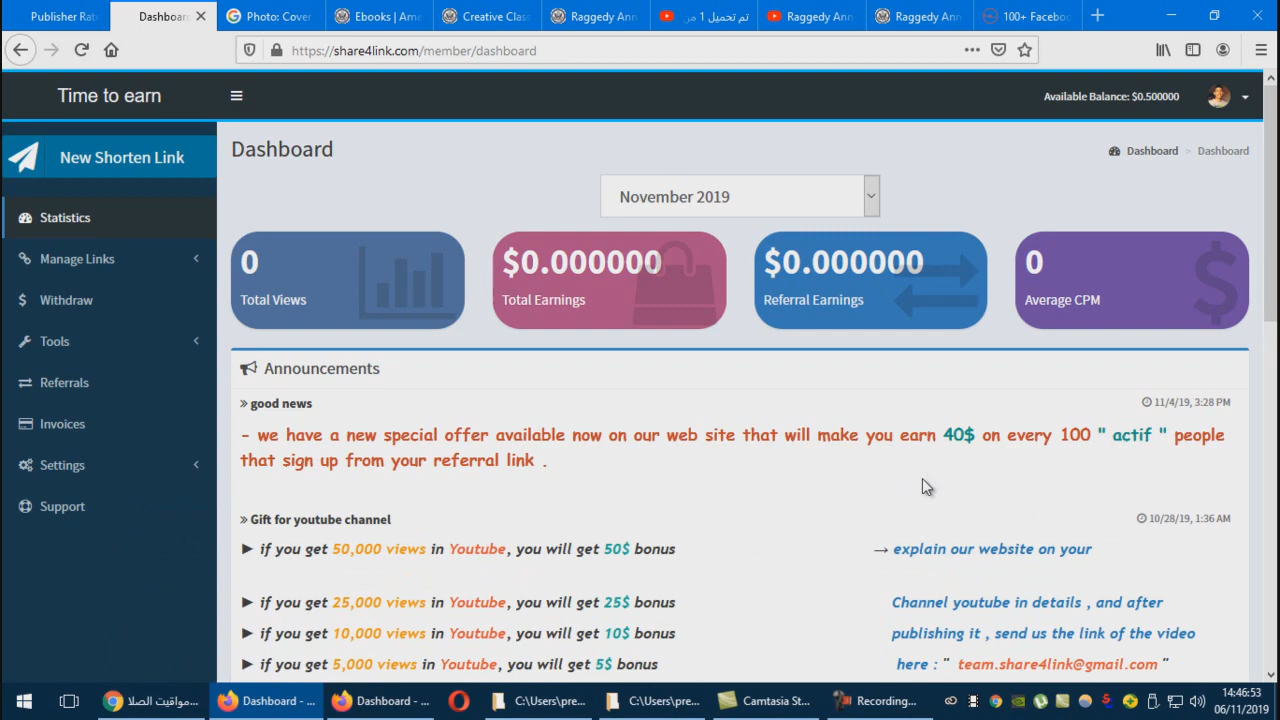 Publisher Rat
Dashboar
Photo: Cover
Ebooks | Ame
Creative Clas
Raggedy Ann
تم تحميل 1 من
Raggedy Ann
Raggedy Ann
100+ Facebo
https://share4link.com/member/dashboard
Time to earn
Available Balance: $0.500000
New Shorten Link
Dashboard
Dashboard > Dashboard
November 2019
Statistics
Manage Links
Withdraw
Tools
Referrals
Invoices
Settings
Support
0
Total Views
$0.000000
Total Earnings
$0.000000
Referral Earnings
0
Average CPM
Announcements
» good news
11/4/19, 3:28 PM
- we have a new special offer available now on our web site that will make you earn 40$ on every 100 " actif " people
that sign up from your referral link .
» Gift for youtube channel
10/28/19, 1:36 AM
► if you get 50,000 views in Youtube, you will get 50$ bonus → explain our website on your
► if you get 25,000 views in Youtube, you will get 25$ bonus Channel youtube in details , and after
► if you get 10,000 views in Youtube, you will get 10$ bonus publishing it , send us the link of the video
► if you get 5,000 views in Youtube, you will get 5$ bonus here : " team.share4link@gmail.com "
مواقيت الصلا...
Dashboard - ...
Dashboard - ...
C:\Users\pre...
C:\Users\pre...
Camtasia St...
Recording...
14:46:53
06/11/2019